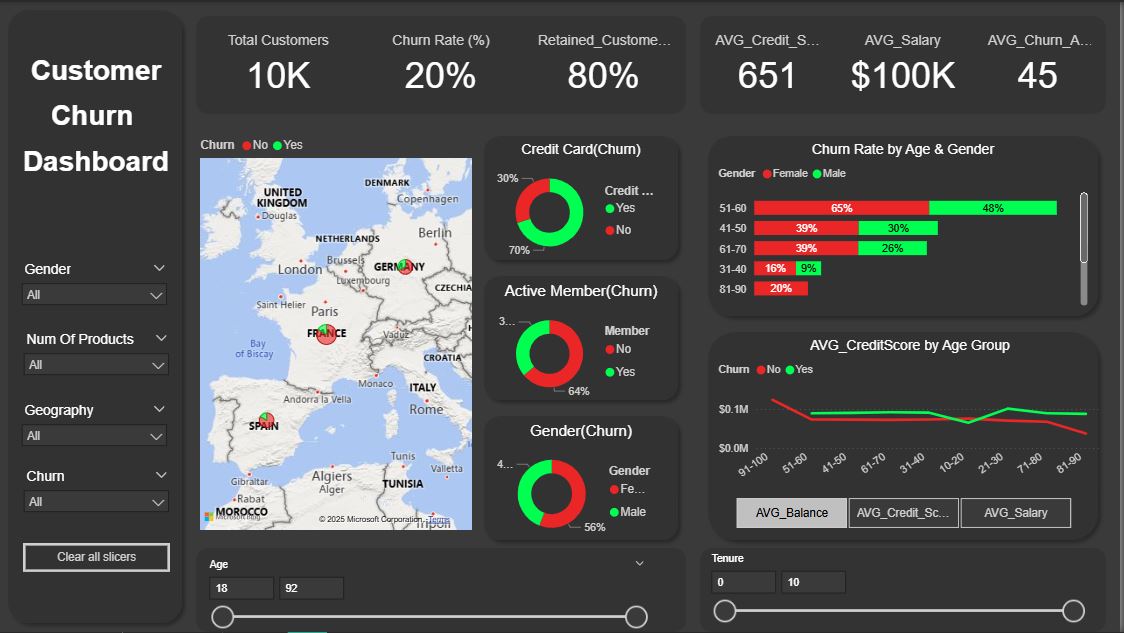 Customer
Churn
Dashboard
Gender
All
Num Of Products
All
Geography
All
Churn
All
Clear all slicers
Total Customers
10K
Churn Rate (%)
20%
Retained_Custome...
80%
AVG_Credit_S...
651
AVG_Salary
$100K
AVG_Churn_A...
45
Churn No Yes
UNITED
KINGDOM
Douglas
DENMARK
Copenhagen
NETHERLANDS
Berlin
London
Brussels
GERMANY
Luxembourg
CZECHIA
Saint Helier
Paris
FRANCE
Vaduz
Bay
of Biscay
CROATIA
Monaco
ITALY
Andorra la Vella
Rome
SPAIN
Tunis
Valletta
Gibraltar
Algiers
Alger
TUNISIA
Rabat
MOROCCO
Microsoft Bing
© 2025 Microsoft Corporation
Terms
Tripoli
Credit Card(Churn)
30%
70%
Credit ...
Yes
No
Active Member(Churn)
3...
64%
Member
No
Yes
Gender(Churn)
4...
56%
Gender
Fe...
Male
Churn Rate by Age & Gender
Gender Female Male
51-60 65% 48%
41-50 39% 30%
61-70 39% 26%
31-40 16% 9%
81-90 20%
AVG_CreditScore by Age Group
Churn No Yes
$0.1M
$0.0M
91-100 51-60 41-50 61-70 31-40 10-20 21-30 71-80 81-90
AVG_Balance AVG_Credit_Sc... AVG_Salary
Age
18 92
Tenure
0 10